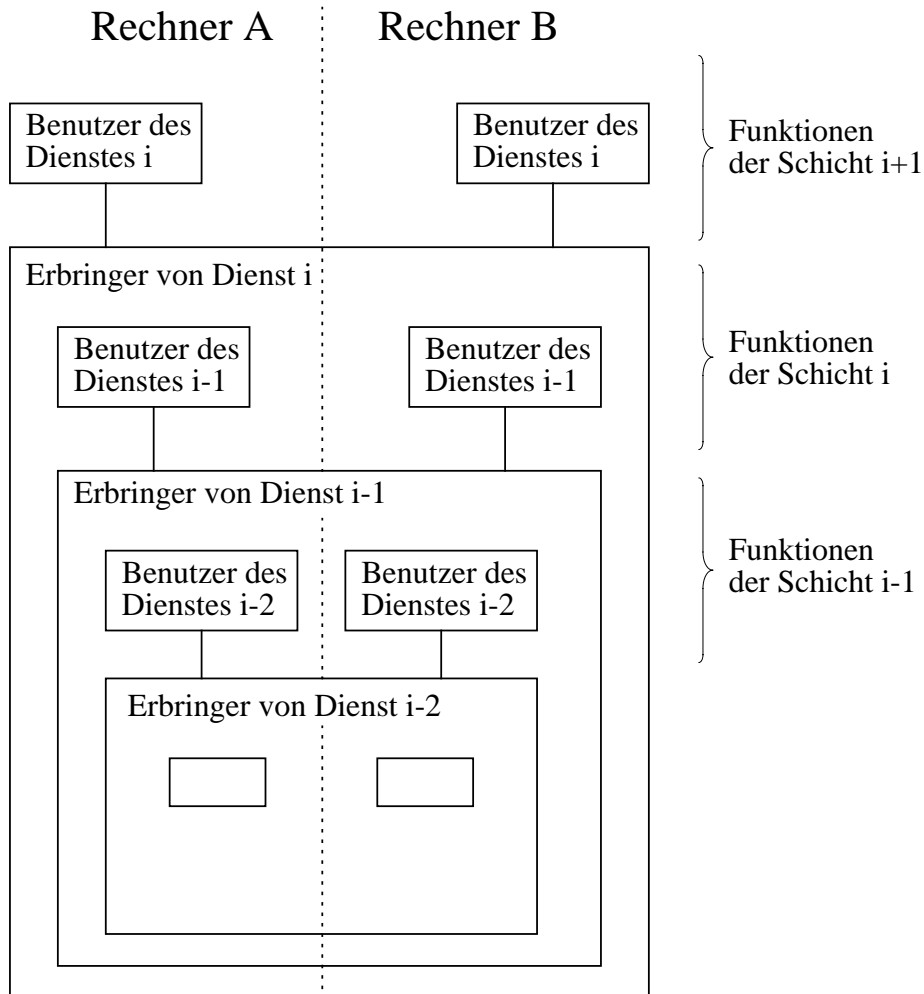 Rechner A
Rechner B
Benutzer des
Dienstes i
Benutzer des
Dienstes i
Funktionen
der Schicht i+1
Erbringer von Dienst i
Benutzer des
Dienstes i-1
Benutzer des
Dienstes i-1
Funktionen
der Schicht i
Erbringer von Dienst i-1
Benutzer des
Dienstes i-2
Benutzer des
Dienstes i-2
Funktionen
der Schicht i-1
Erbringer von Dienst i-2